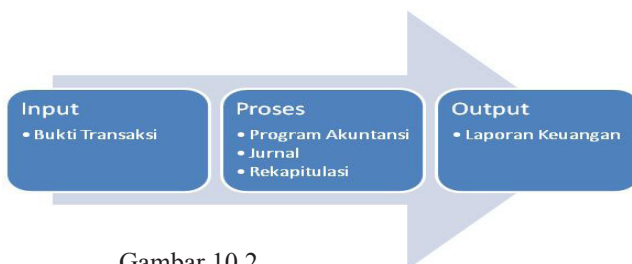 Input
• Bukti Transaksi
Proses
• Program Akuntansi
• Jurnal
• Rekapitulasi
Output
• Laporan Keuangan
Gambar 10.2